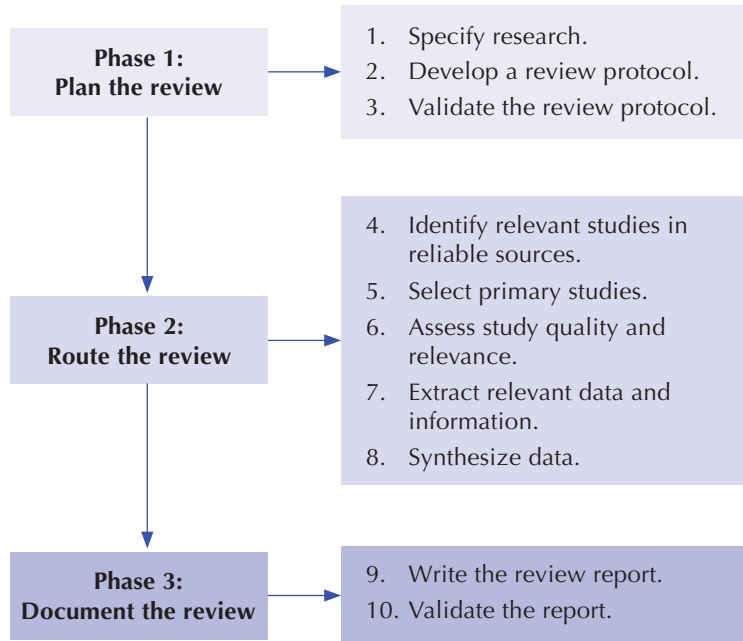 Phase 1:
Plan the review
1. Specify research.
2. Develop a review protocol.
3. Validate the review protocol.
Phase 2:
Route the review
4. Identify relevant studies in
reliable sources.
5. Select primary studies.
6. Assess study quality and
relevance.
7. Extract relevant data and
information.
8. Synthesize data.
Phase 3:
Document the review
9. Write the review report.
10. Validate the report.